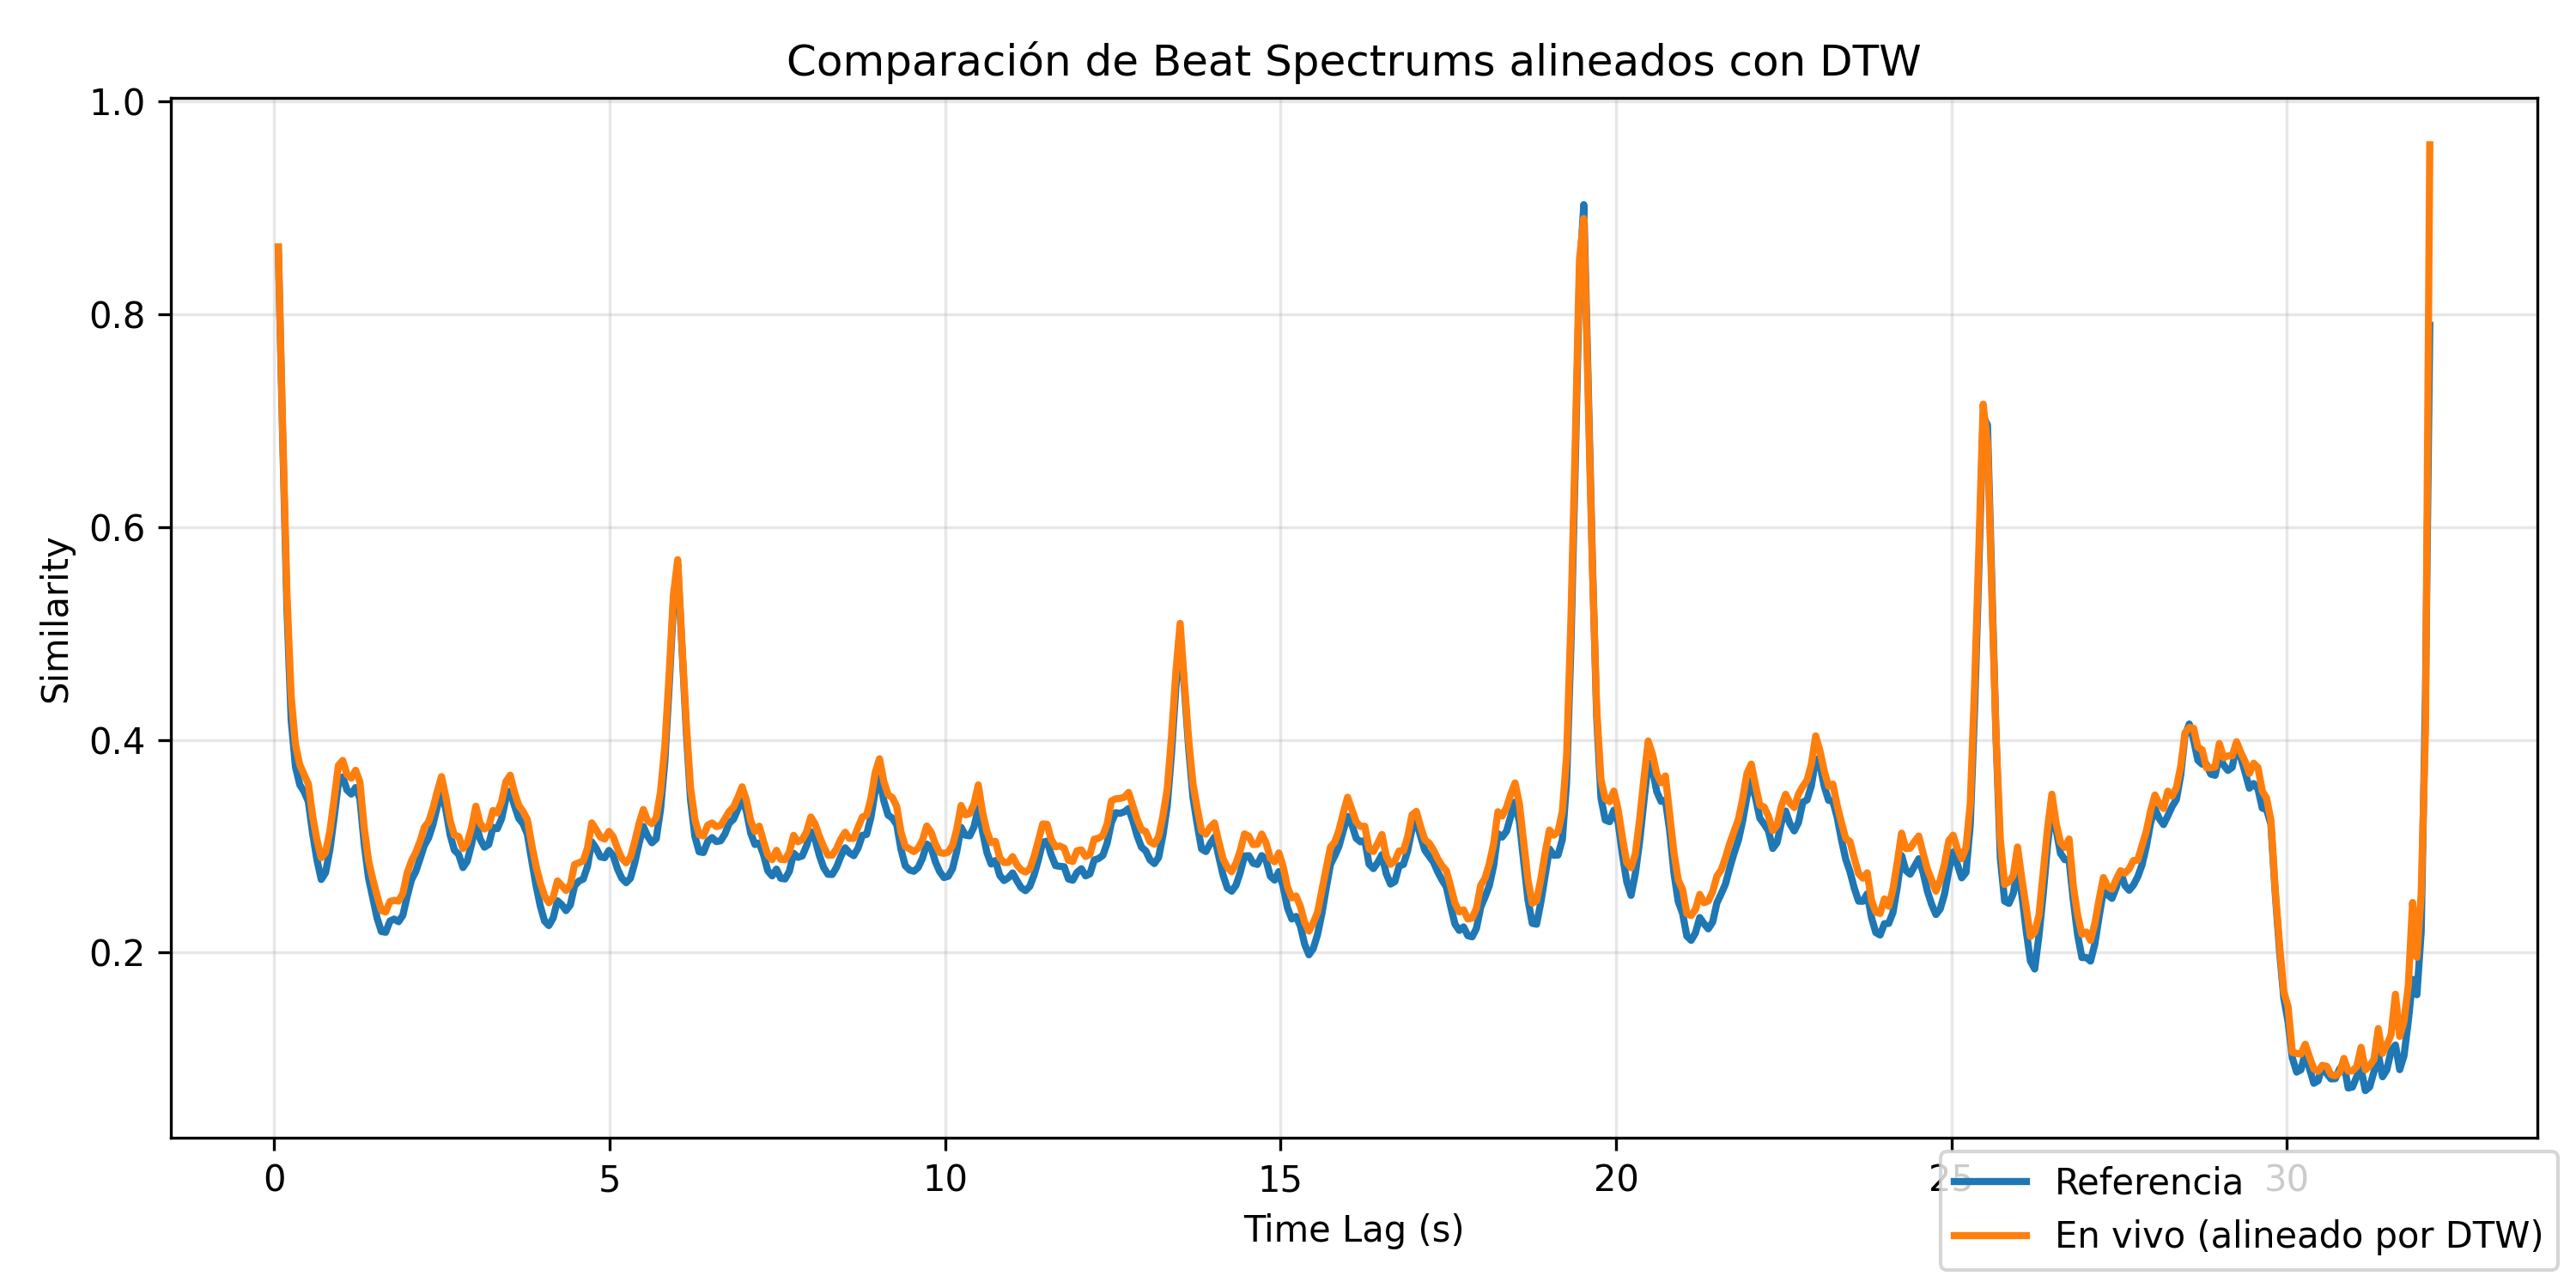 Comparación de Beat Spectrums alineados con DTW
1.0
0.8
0.6
0.4
0.2
Similarity
0 5 10 15 20 25 30
Time Lag (s)
Referencia
En vivo (alineado por DTW)